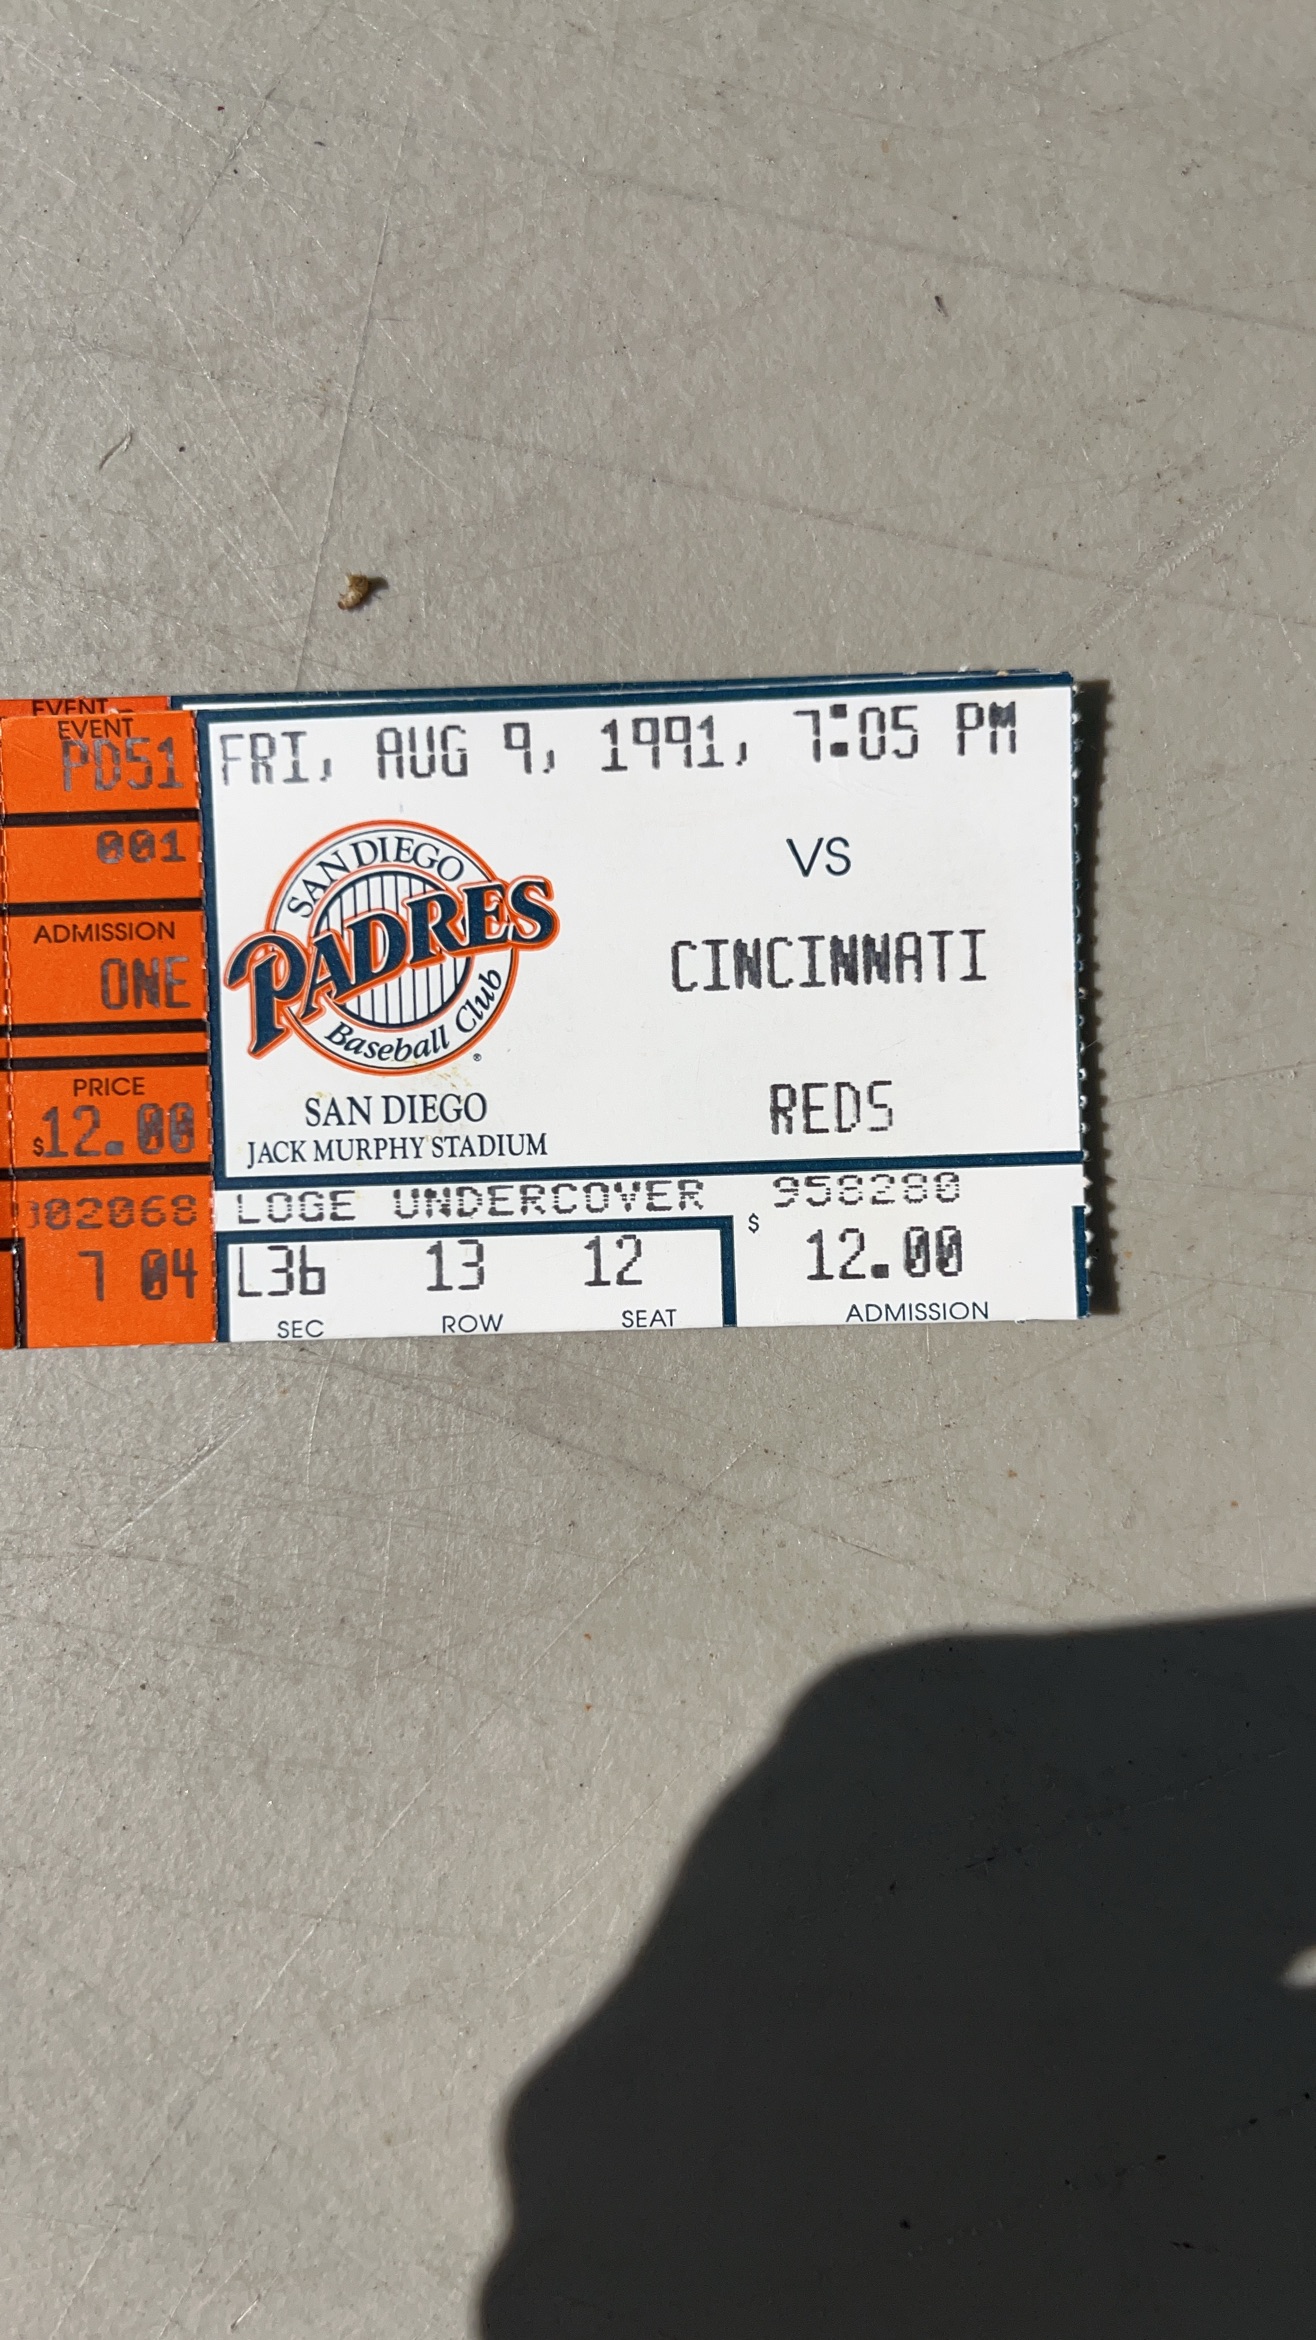 EVENT
EVENT
PD51
001
ADMISSION
ONE
PRICE
$12.00
02068
7 04
FRI, AUG 9, 1991, 7:05 PM
SAN DIEGO
PADRES
Baseball Club
®
SAN DIEGO
JACK MURPHY STADIUM
VS
CINCINNATI
REDS
LOGE UNDERCOVER 958280
L36 13 12 $ 12.00
SEC ROW SEAT ADMISSION